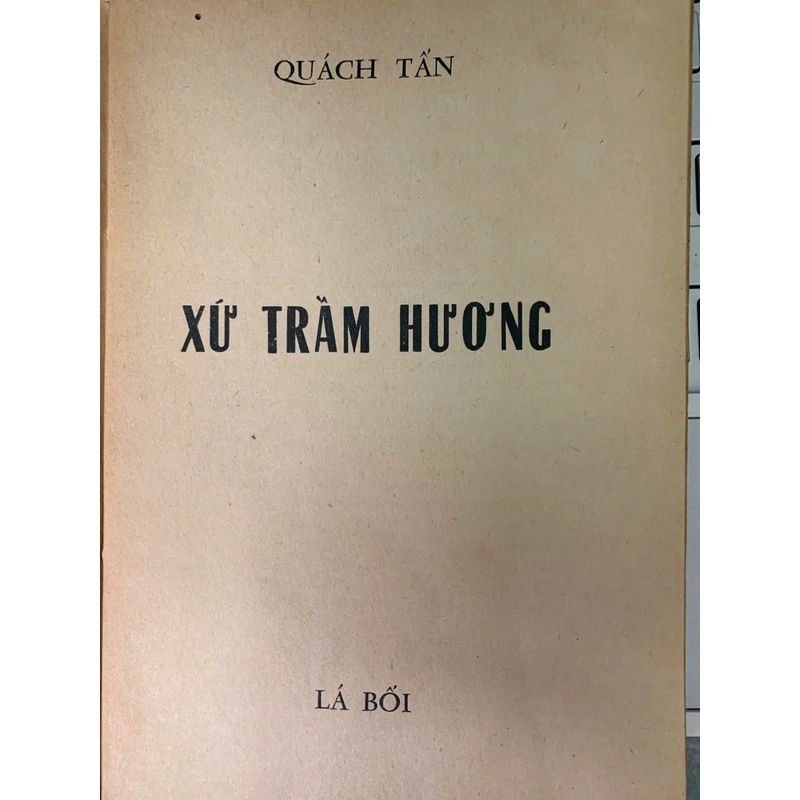 QUÁCH TẤN
XỨ TRẦM HƯƠNG
LÁ BỐI